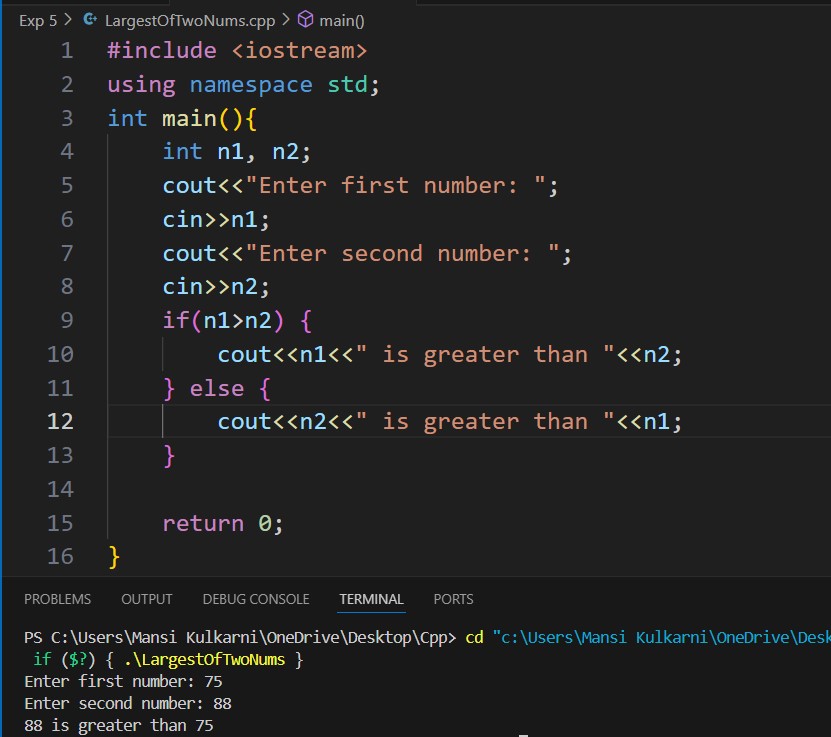 Exp 5 > LargestOfTwoNums.cpp > main()
1 #include <iostream>
2 using namespace std;
3 int main(){
4     int n1, n2;
5     cout<<"Enter first number: ";
6     cin>>n1;
7     cout<<"Enter second number: ";
8     cin>>n2;
9     if(n1>n2) {
10         cout<<n1<<" is greater than "<<n2;
11     } else {
12         cout<<n2<<" is greater than "<<n1;
13     }
14
15     return 0;
16 }
PROBLEMS OUTPUT DEBUG CONSOLE TERMINAL PORTS
PS C:\Users\Mansi Kulkarni\OneDrive\Desktop\Cpp> cd "c:\Users\Mansi Kulkarni\OneDrive\Desk
 if ($?) { .\LargestOfTwoNums }
Enter first number: 75
Enter second number: 88
88 is greater than 75